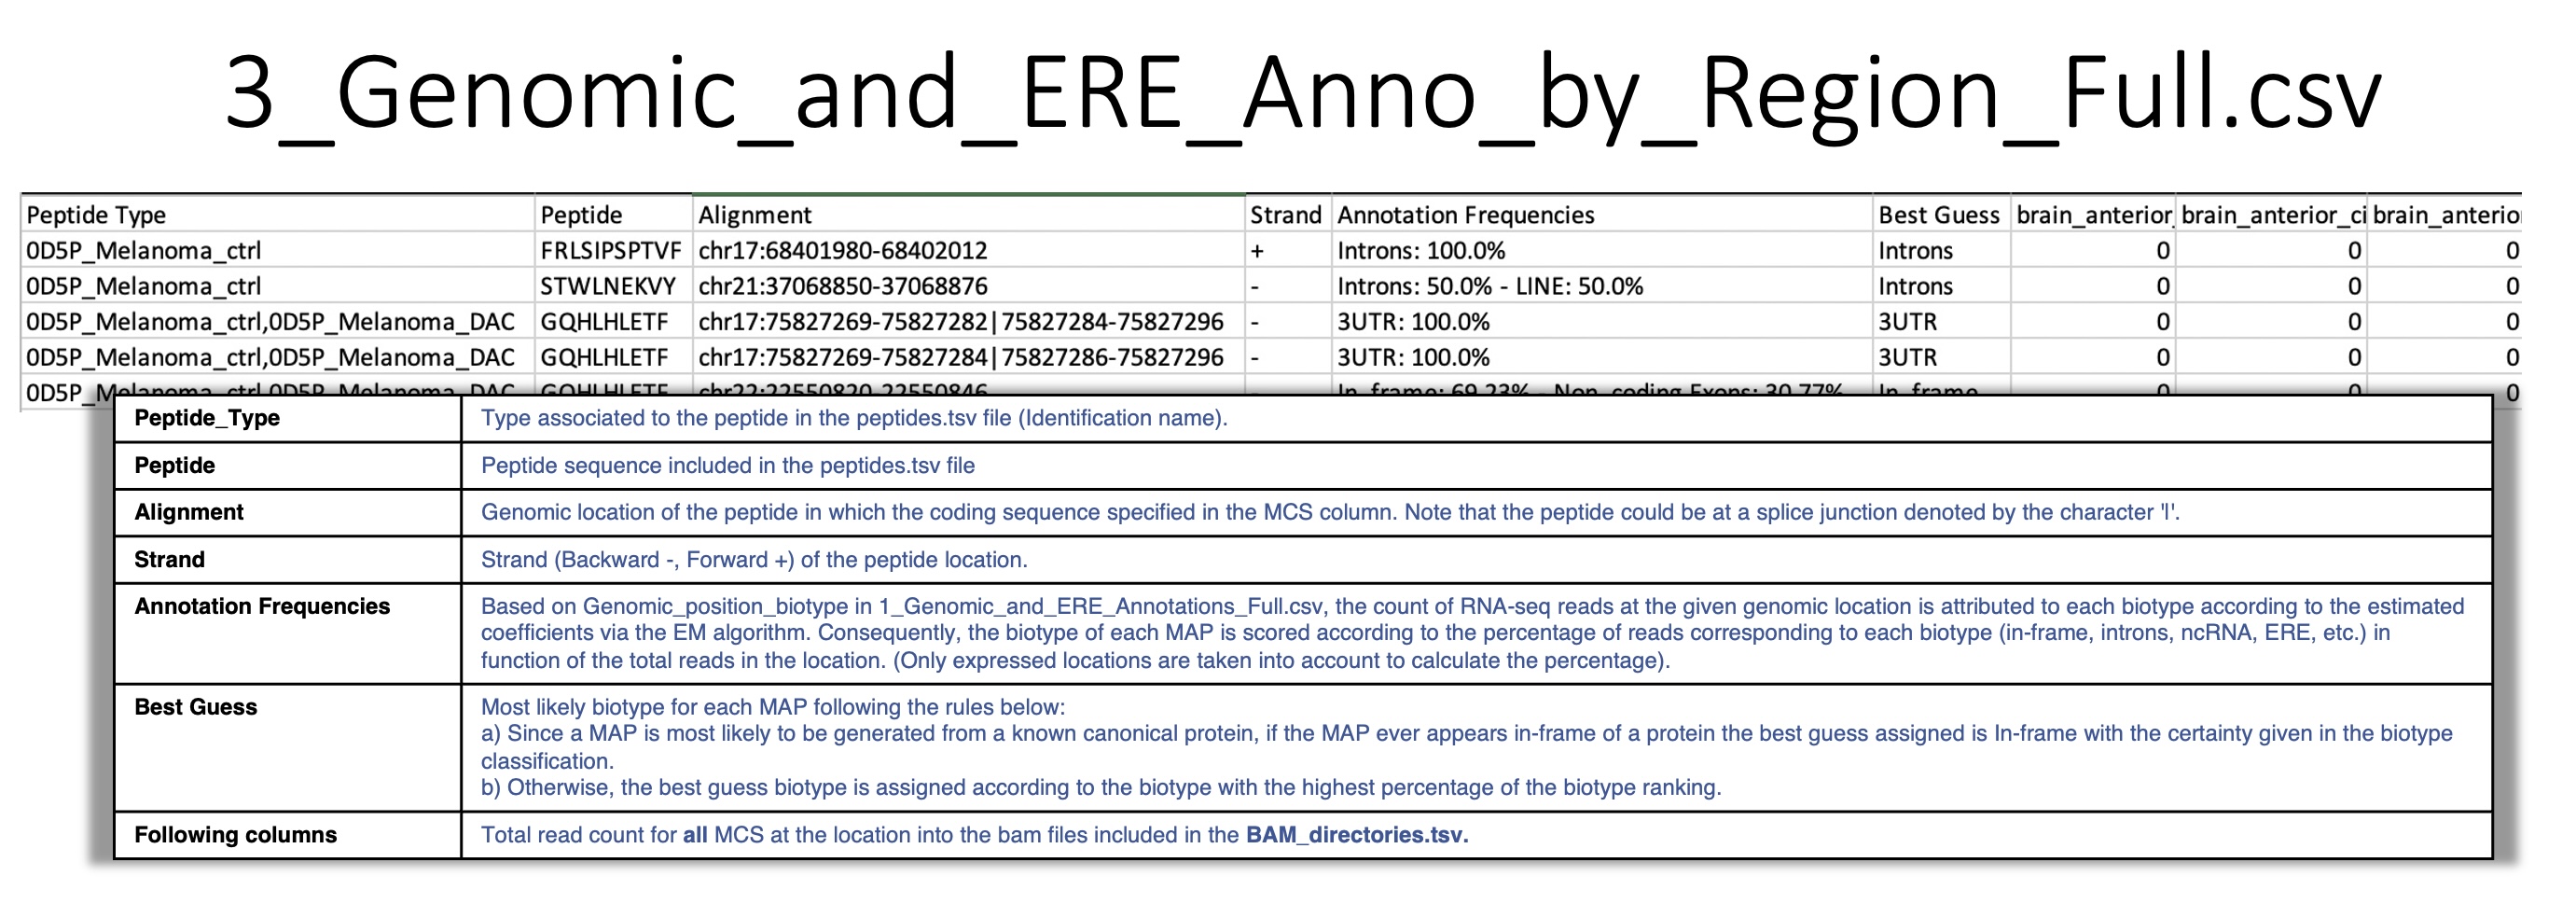 3_Genomic_and_ERE_Anno_by_Region_Full.csv
Peptide Type Peptide Alignment Strand Annotation Frequencies Best Guess brain_anterior_ brain_anterior_ci brain_anterio
0D5P_Melanoma_ctrl FRLSIPSPTVF chr17:68401980-68402012 + Introns: 100.0% Introns 0 0 0
0D5P_Melanoma_ctrl STWLNEKVY chr21:37068850-37068876 - Introns: 50.0% - LINE: 50.0% Introns 0 0 0
0D5P_Melanoma_ctrl,0D5P_Melanoma_DAC GQHLHLETF chr17:75827269-75827282|75827284-75827296 - 3UTR: 100.0% 3UTR 0 0 0
0D5P_Melanoma_ctrl,0D5P_Melanoma_DAC GQHLHLETF chr17:75827269-75827284|75827286-75827296 - 3UTR: 100.0% 3UTR 0 0 0
0D5P_Melanoma_ctrl,0D5P_Melanoma_DAC GQHLHLETF chr22:22550820-22550846 - In_frame: 69.23% - Non_coding Exons: 30.77% In_frame 0 0 0
Peptide_Type Type associated to the peptide in the peptides.tsv file (Identification name).
Peptide Peptide sequence included in the peptides.tsv file
Alignment Genomic location of the peptide in which the coding sequence specified in the MCS column. Note that the peptide could be at a splice junction denoted by the character '|'.
Strand Strand (Backward -, Forward +) of the peptide location.
Annotation Frequencies Based on Genomic_position_biotype in 1_Genomic_and_ERE_Annotations_Full.csv, the count of RNA-seq reads at the given genomic location is attributed to each biotype according to the estimated
coefficients via the EM algorithm. Consequently, the biotype of each MAP is scored according to the percentage of reads corresponding to each biotype (in-frame, introns, ncRNA, ERE, etc.) in
function of the total reads in the location. (Only expressed locations are taken into account to calculate the percentage).
Best Guess Most likely biotype for each MAP following the rules below:
a) Since a MAP is most likely to be generated from a known canonical protein, if the MAP ever appears in-frame of a protein the best guess assigned is In-frame with the certainty given in the biotype
classification.
b) Otherwise, the best guess biotype is assigned according to the biotype with the highest percentage of the biotype ranking.
Following columns Total read count for all MCS at the location into the bam files included in the BAM_directories.tsv.